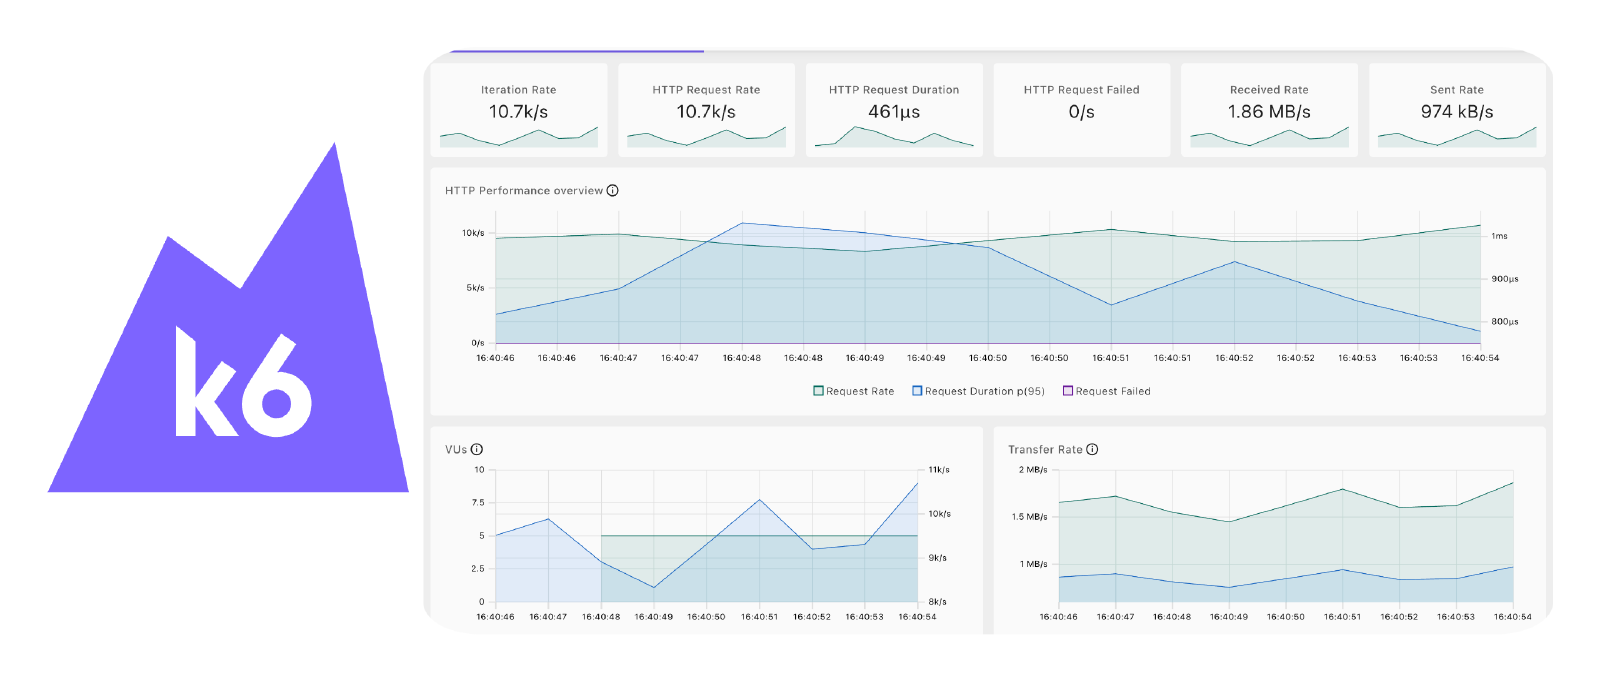 k6
Iteration Rate
10.7k/s
HTTP Request Rate
10.7k/s
HTTP Request Duration
461µs
HTTP Request Failed
0/s
Received Rate
1.86 MB/s
Sent Rate
974 kB/s
HTTP Performance overview
10k/s
5k/s
0/s
1ms
900µs
800µs
16:40:46 16:40:46 16:40:47 16:40:47 16:40:48 16:40:48 16:40:49 16:40:49 16:40:50 16:40:50 16:40:51 16:40:51 16:40:52 16:40:52 16:40:53 16:40:53 16:40:54
Request Rate Request Duration p(95) Request Failed
VUs
10
7.5
5
2.5
0
11k/s
10k/s
9k/s
8k/s
16:40:46 16:40:47 16:40:48 16:40:49 16:40:50 16:40:51 16:40:52 16:40:53 16:40:54
Transfer Rate
2 MB/s
1.5 MB/s
1 MB/s
16:40:46 16:40:47 16:40:48 16:40:49 16:40:50 16:40:51 16:40:52 16:40:53 16:40:54